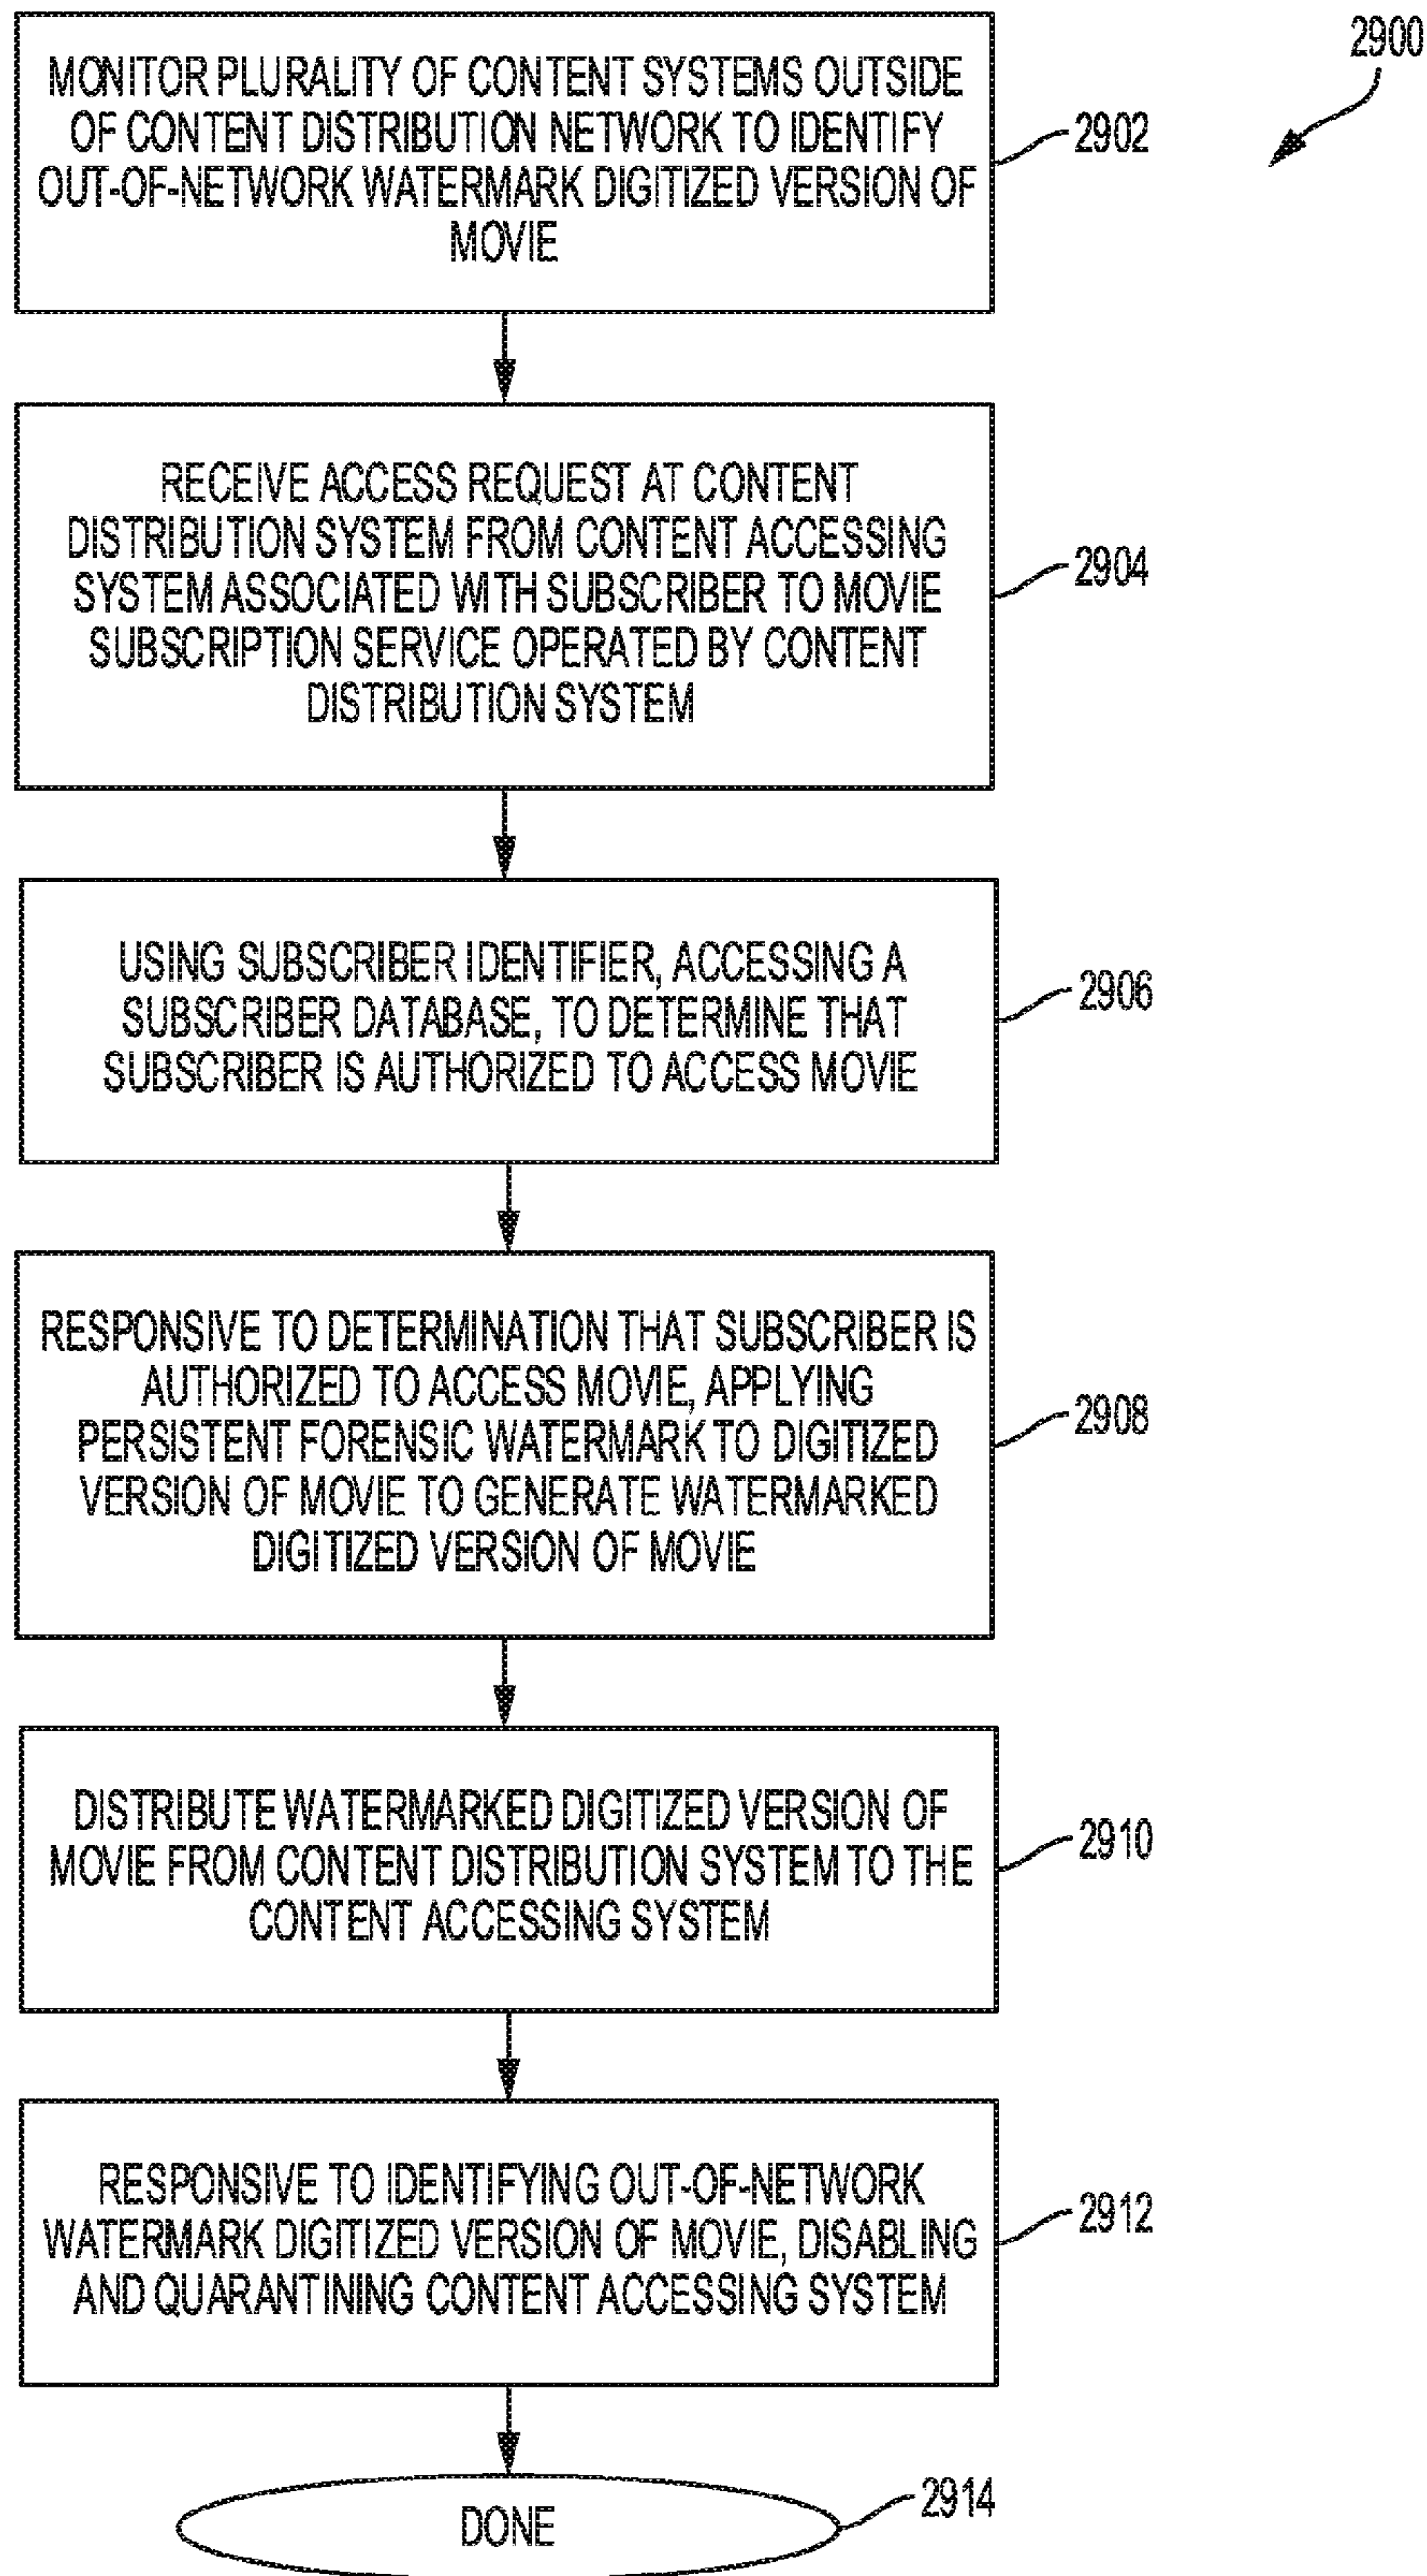 2900
MONITOR PLURALITY OF CONTENT SYSTEMS OUTSIDE
OF CONTENT DISTRIBUTION NETWORK TO IDENTIFY
OUT-OF-NETWORK WATERMARK DIGITIZED VERSION OF
MOVIE
2902
RECEIVE ACCESS REQUEST AT CONTENT
DISTRIBUTION SYSTEM FROM CONTENT ACCESSING
SYSTEM ASSOCIATED WITH SUBSCRIBER TO MOVIE
SUBSCRIPTION SERVICE OPERATED BY CONTENT
DISTRIBUTION SYSTEM
2904
USING SUBSCRIBER IDENTIFIER, ACCESSING A
SUBSCRIBER DATABASE, TO DETERMINE THAT
SUBSCRIBER IS AUTHORIZED TO ACCESS MOVIE
2906
RESPONSIVE TO DETERMINATION THAT SUBSCRIBER IS
AUTHORIZED TO ACCESS MOVIE, APPLYING
PERSISTENT FORENSIC WATERMARK TO DIGITIZED
VERSION OF MOVIE TO GENERATE WATERMARKED
DIGITIZED VERSION OF MOVIE
2908
DISTRIBUTE WATERMARKED DIGITIZED VERSION OF
MOVIE FROM CONTENT DISTRIBUTION SYSTEM TO THE
CONTENT ACCESSING SYSTEM
2910
RESPONSIVE TO IDENTIFYING OUT-OF-NETWORK
WATERMARK DIGITIZED VERSION OF MOVIE, DISABLING
AND QUARANTINING CONTENT ACCESSING SYSTEM
2912
DONE
2914